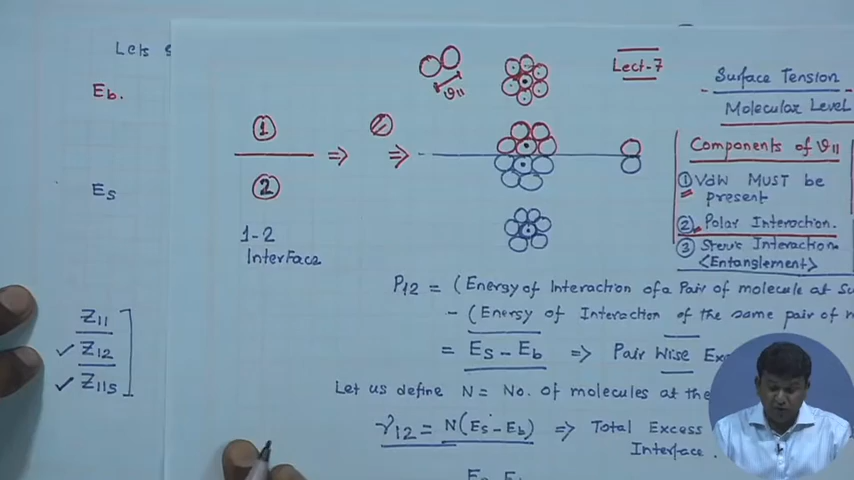 Lets
Eb.
Es
Z11
Z12
Z11s
1
2
1-2
Interface
ϑ11
Lect-7
Surface Tension
Molecular Level
Components of ϑ11
1 VdW MUST be
present
2 Polar Interaction.
3 Steric Interaction
<Entanglement>
P12 = (Energy of Interaction of a Pair of molecule at
- (Energy of Interaction of the same pair of
= Es - Eb => Pair Wise
Let us define N = No. of molecules at the
γ12 = N(Es - Eb) => Total Excess
Interface.